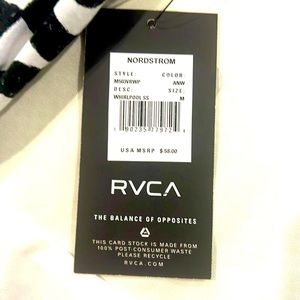 NORDSTROM
STYLE: COLOR:
M503VRWP ANW
DESC: SIZE:
WHIRLPOOL SS M
USA MSRP $58.00
RVCA
THE BALANCE OF OPPOSITES
THIS CARD STOCK IS MADE FROM
100% POST-CONSUMER WASTE
PLEASE RECYCLE
RVCA.COM